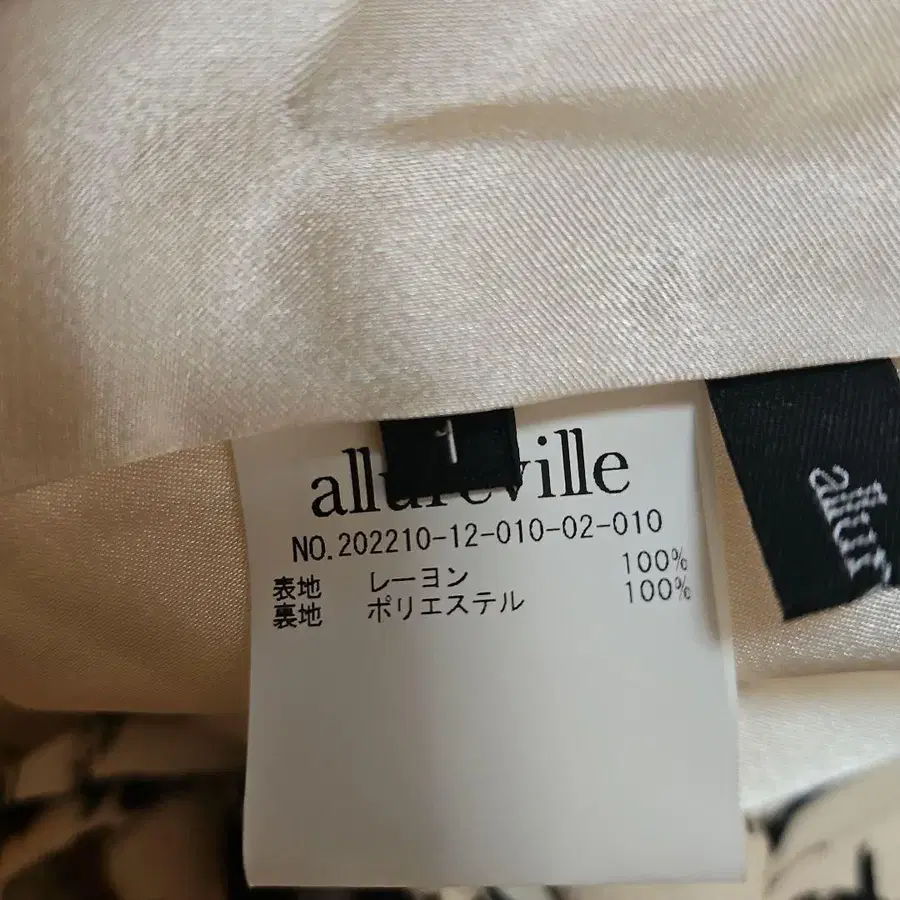 1
allureville
NO.202210-12-010-02-010
表地 レーヨン 100%
裏地 ポリエステル 100%
allur